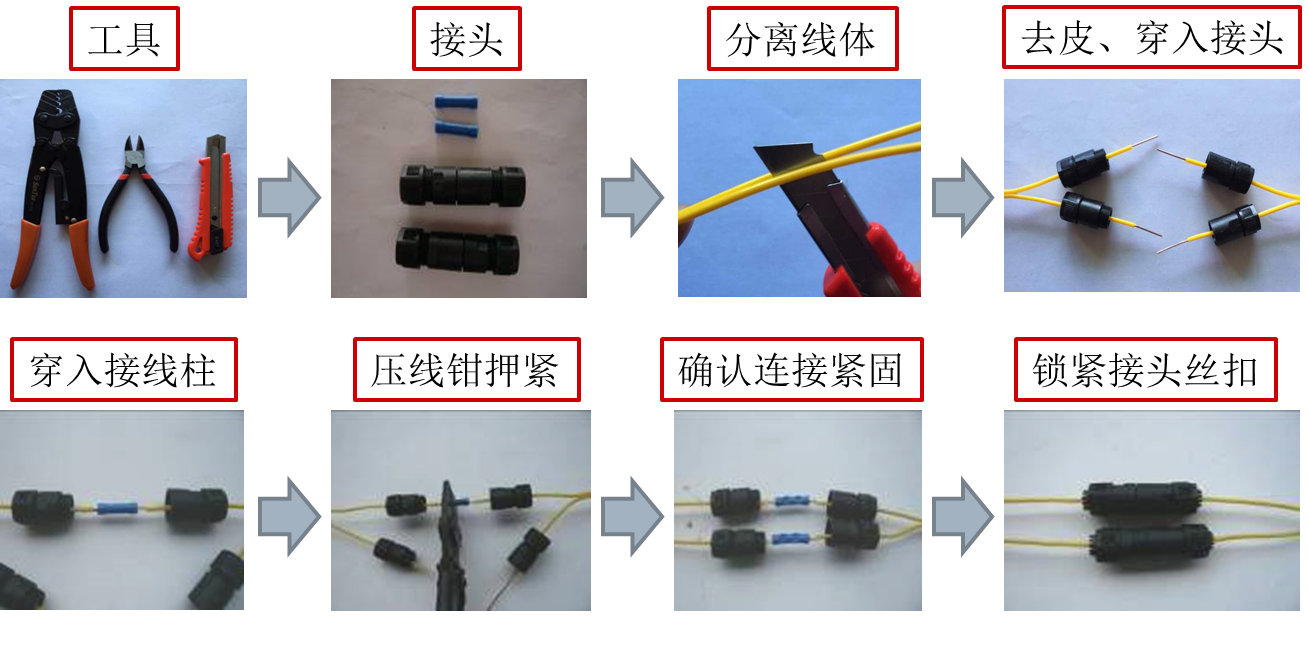 工具
接头
分离线体
去皮、穿入接头
穿入接线柱
压线钳押紧
确认连接紧固
锁紧接头丝扣